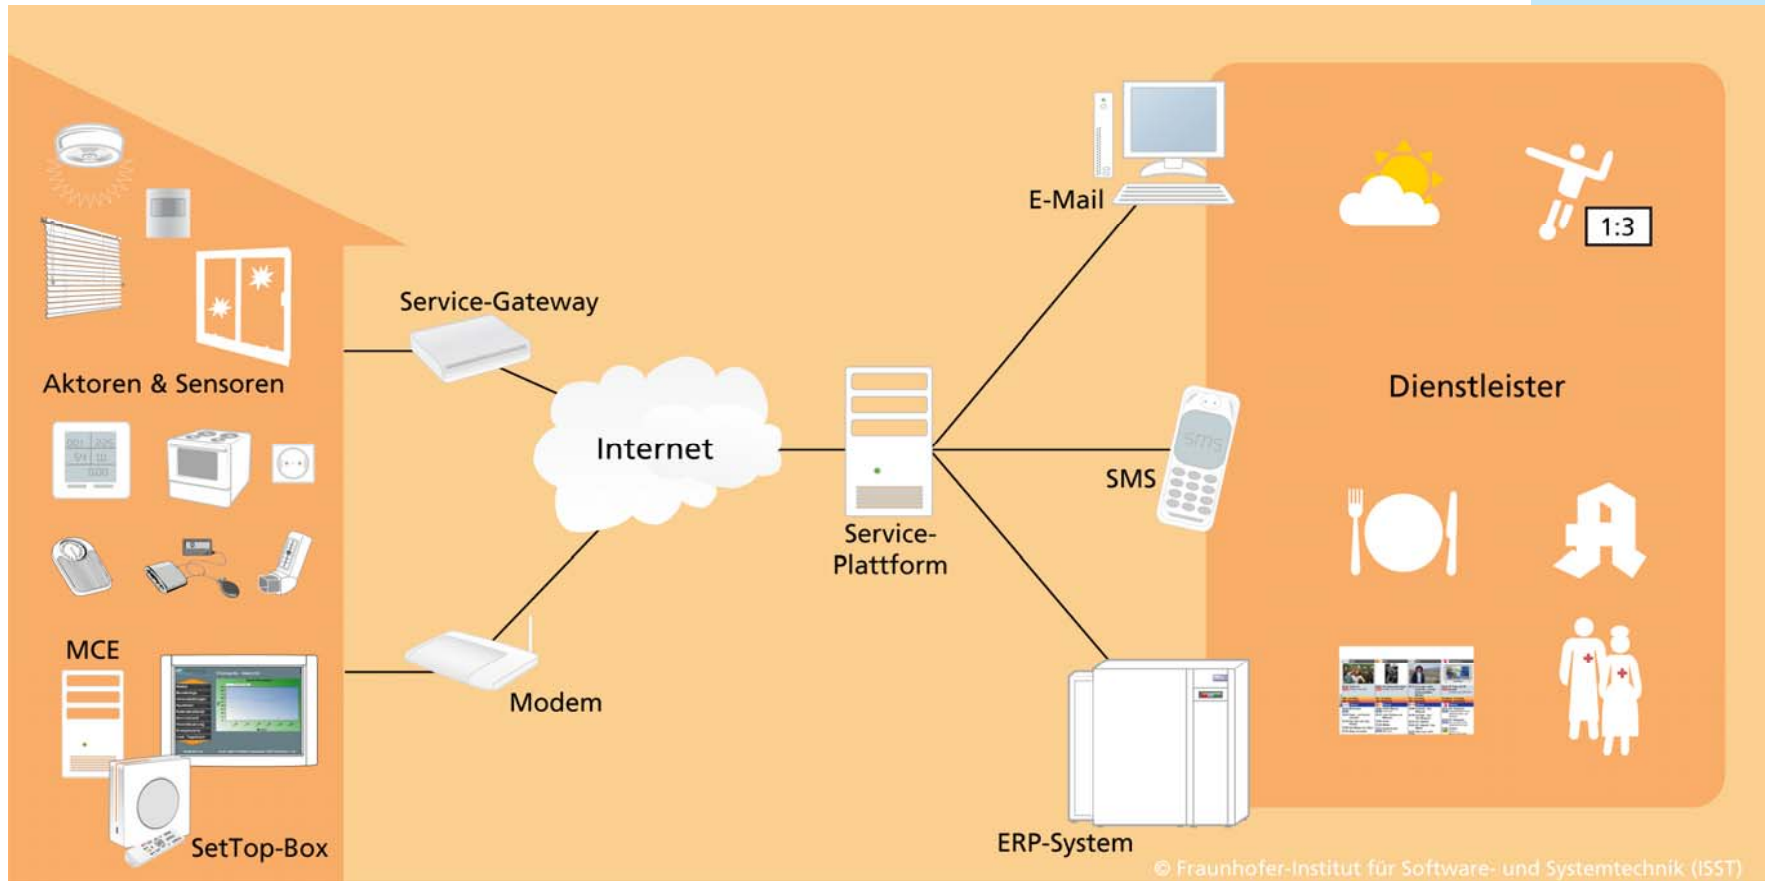 E-Mail
1:3
Service-Gateway
Aktoren & Sensoren
Dienstleister
Internet
sms
SMS
Service-
Plattform
MCE
Modem
SetTop-Box
ERP-System
© Fraunhofer-Institut für Software- und Systemtechnik (ISST)